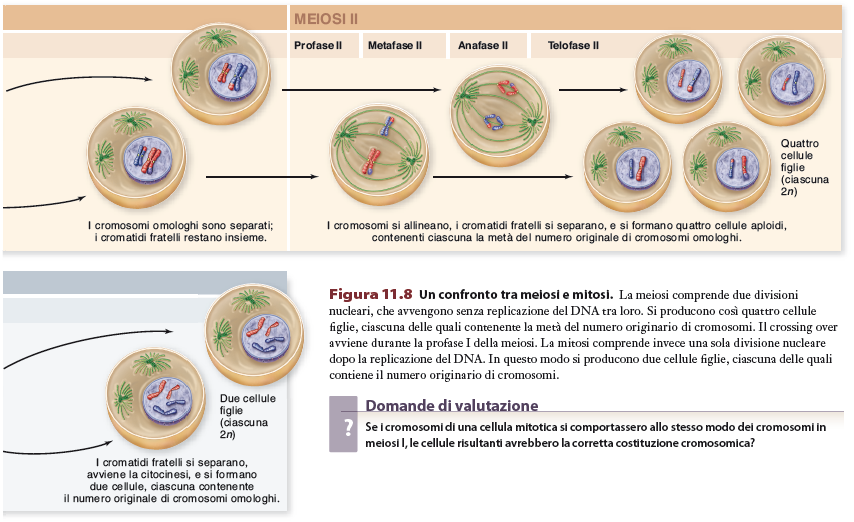 MEIOSI II
Profase II
Metafase II
Anafase II
Telofase II
Quattro
cellule
figlie
(ciascuna
2n)
I cromosomi omologhi sono separati;
i cromatidi fratelli restano insieme.
I cromosomi si allineano, i cromatidi fratelli si separano, e si formano quattro cellule aploidi,
contenenti ciascuna la metà del numero originale di cromosomi omologhi.
Due cellule
figlie
(ciascuna
2n)
I cromatidi fratelli si separano,
avviene la citocinesi, e si formano
due cellule, ciascuna contenente
il numero originale di cromosomi omologhi.
Figura 11.8 Un confronto tra meiosi e mitosi. La meiosi comprende due divisioni
nucleari, che avvengono senza replicazione del DNA tra loro. Si producono così quattro cellule
figlie, ciascuna delle quali contenente la metà del numero originario di cromosomi. Il crossing over
avviene durante la profase I della meiosi. La mitosi comprende invece una sola divisione nucleare
dopo la replicazione del DNA. In questo modo si producono due cellule figlie, ciascuna delle quali
contiene il numero originario di cromosomi.
Domande di valutazione
?
Se i cromosomi di una cellula mitotica si comportassero allo stesso modo dei cromosomi in
meiosi I, le cellule risultanti avrebbero la corretta costituzione cromosomica?